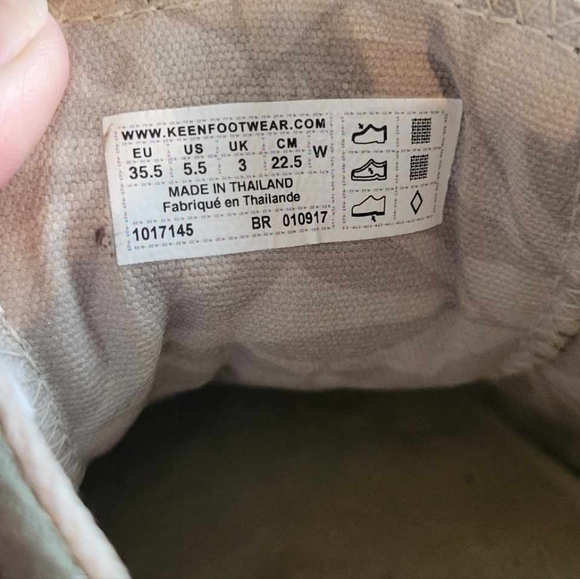 WWW.KEENFOOTWEAR.COM
EU US UK CM W
35.5 5.5 3 22.5
MADE IN THAILAND
Fabriqué en Thailande
1017145 BR 010917